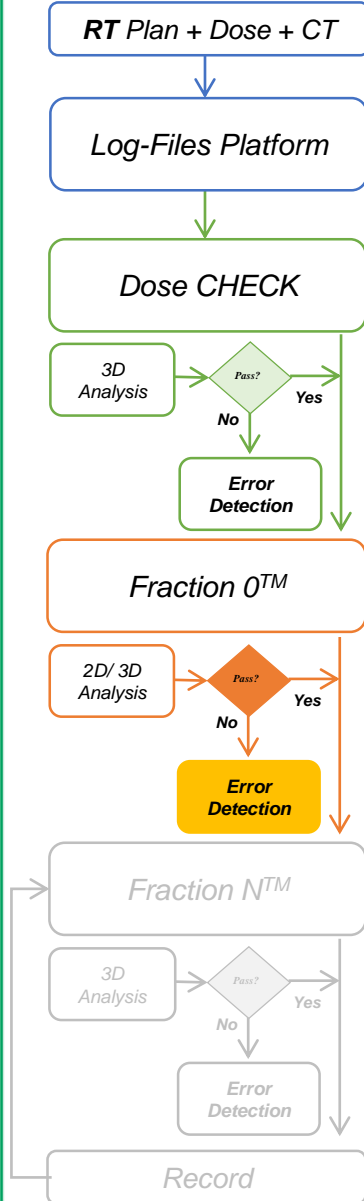 RT Plan + Dose + CT
Log-Files Platform
Dose CHECK
3D
Analysis
Pass?
Yes
No
Error
Detection
Fraction 0TM
2D/ 3D
Analysis
Pass?
Yes
No
Error
Detection
Fraction NTM
3D
Analysis
Pass?
Yes
No
Error
Detection
Record